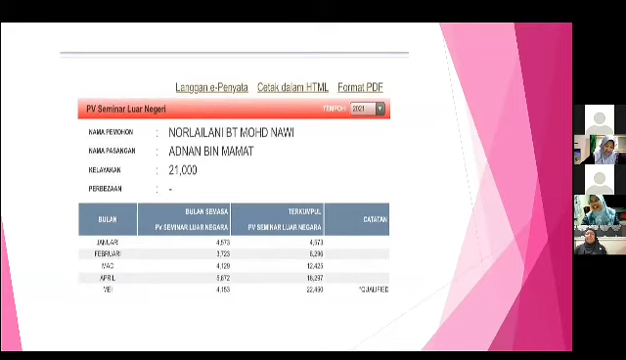 Langgan e-Penyata Cetak dalam HTML Format PDF
PV Seminar Luar Negeri TEMPOH 2021
NAMA PEMOHON : NORLAILANI BT MOHD NAWI
NAMA PASANGAN : ADNAN BIN MAMAT
KELAYAKAN : 21,000
PERBEZAAN : -
BULAN BULAN SEMASA TERKUMPUL CATATAN
PV SEMINAR LUAR NEGARA PV SEMINAR LUAR NEGARA
JANUARI 4,573 4,573
FEBRUARI 3,723 8,296
MAC 4,129 12,425
APRIL 5,872 18,297
MEI 4,153 22,450 *QUALIFIED